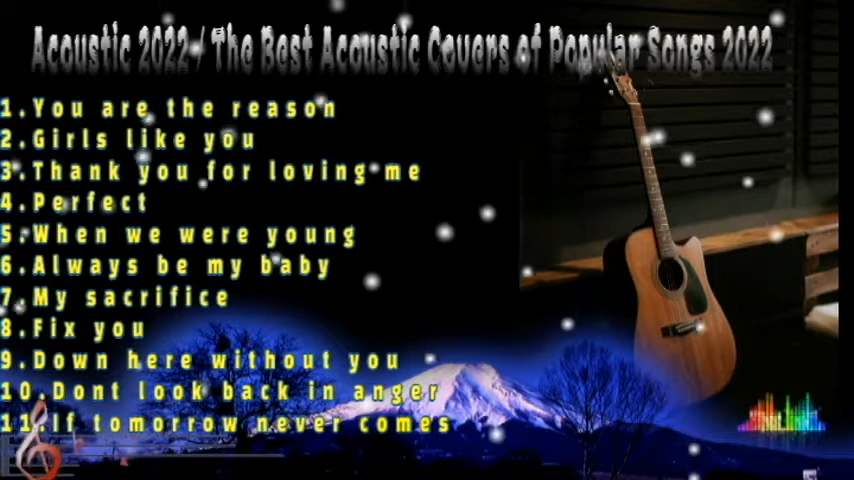 Acoustic 2022 / The Best Acoustic Covers of Popular Songs 2022
1.You are the reason
2.Girls like you
3.Thank you for loving me
4.Perfect
5.When we were young
6.Always be my baby
7.My sacrifice
8.Fix you
9.Down here without you
10.Dont look back in anger
11.If tomorrow never comes